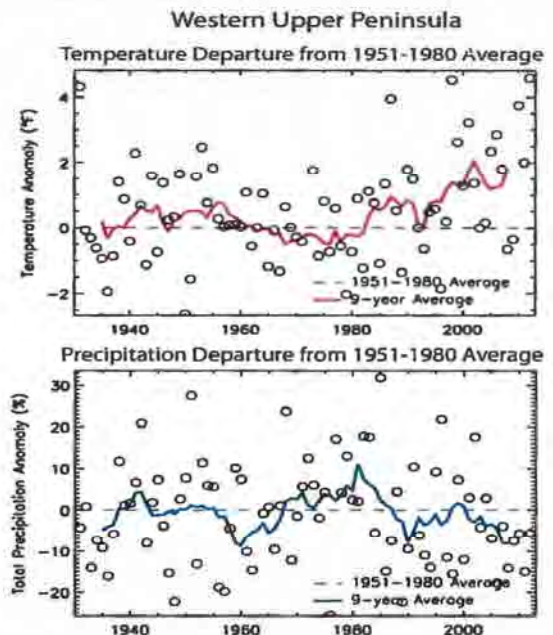 Western Upper Peninsula
Temperature Departure from 1951-1980 Average
Temperature Anomaly (°F)
4
2
0
-2
1951-1980 Average
9-year Average
1940 1960 1980 2000
Precipitation Departure from 1951-1980 Average
Total Precipitation Anomaly (%)
30
20
10
0
-10
-20
1951-1980 Average
9-year Average
1940 1960 1980 2000